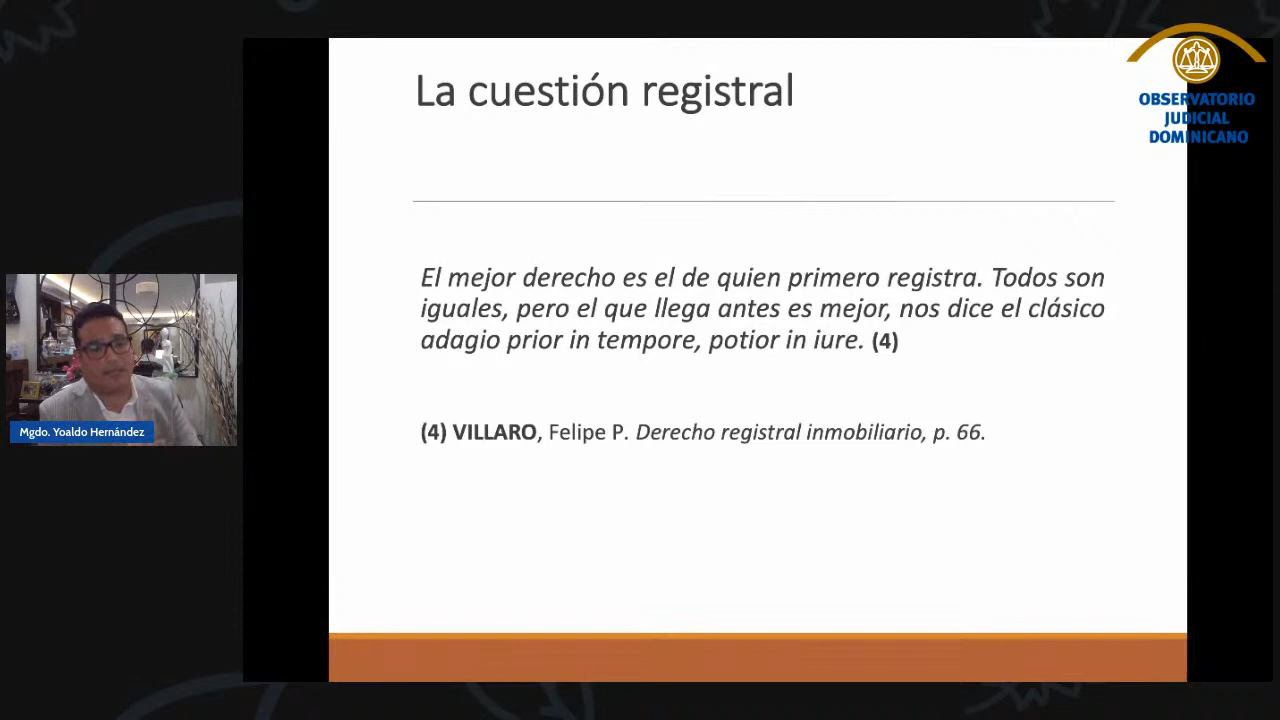 La cuestión registral
OBSERVATORIO
JUDICIAL
DOMINICANO
El mejor derecho es el de quien primero registra. Todos son
iguales, pero el que llega antes es mejor, nos dice el clásico
adagio prior in tempore, potior in iure. (4)
Mgdo. Yoaldo Hernández
(4) VILLARO, Felipe P. Derecho registral inmobiliario, p. 66.